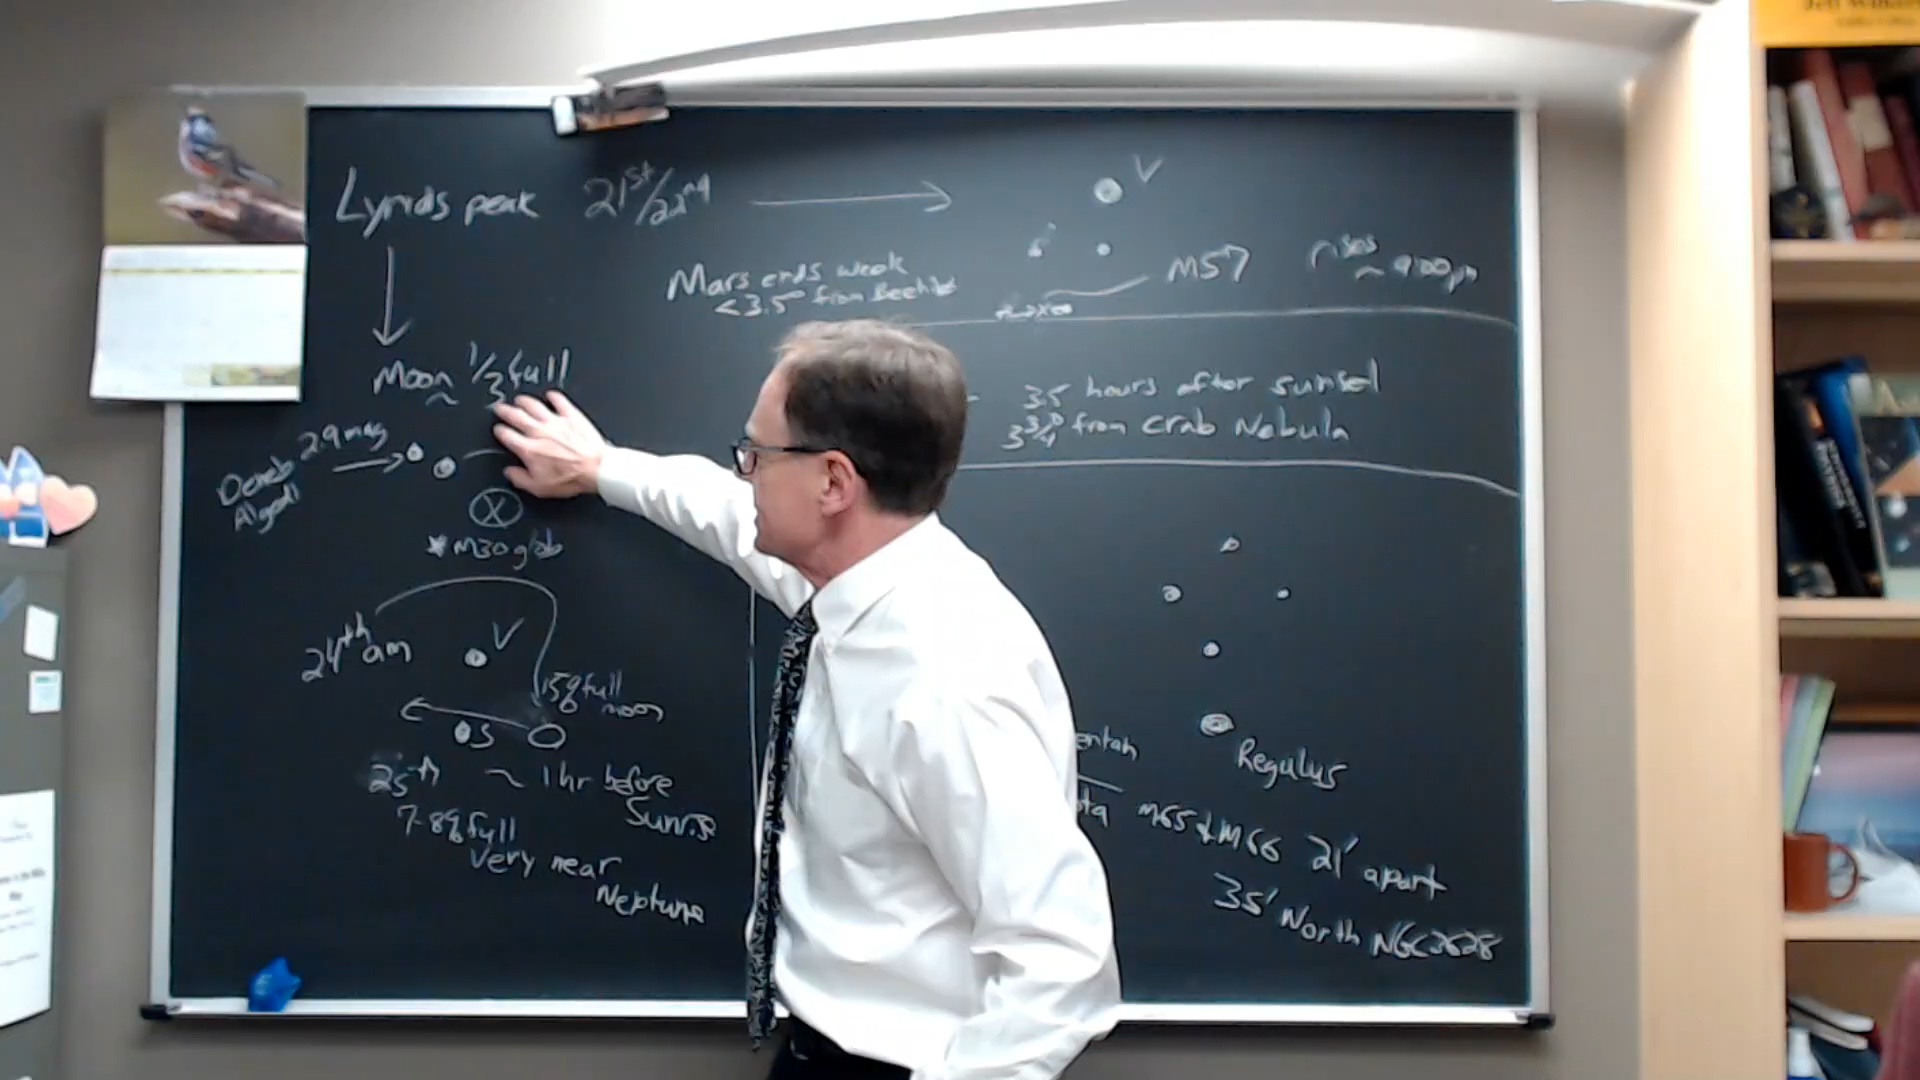 Lyrids peak 21st/22nd
V
M57
rises
~ 9:00pm
Mars ends week
<3.5° from Beehive
Moon 1/3 full
~
3.5 hours after sunset
3 3/4° from Crab Nebula
Deneb 2.9 mag
Algedi
X
*M30 glob
24th am
V
15% full
moon
S
25th ~ 1 hr before
Sunrise
7-8% full
very near
Neptune
Regulus
M65 & M66 21' apart
35' North NGC3628